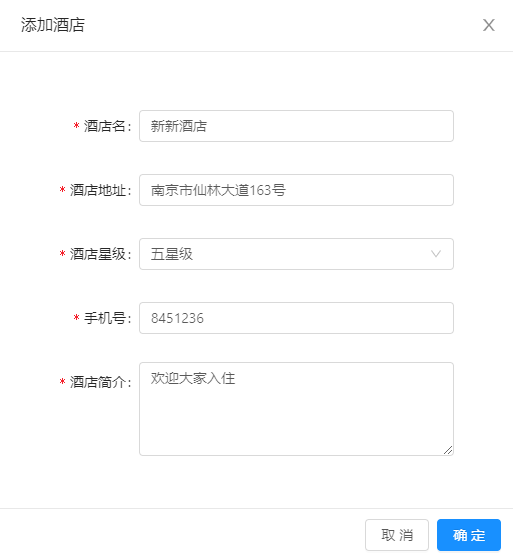 添加酒店
* 酒店名: 新新酒店
* 酒店地址: 南京市仙林大道163号
* 酒店星级: 五星级
* 手机号: 8451236
* 酒店简介: 欢迎大家入住
取 消 确 定